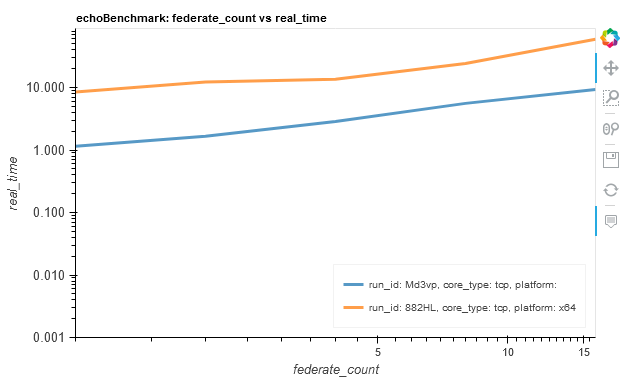 echoBenchmark: federate_count vs real_time
real_time
10.000
1.000
0.100
0.010
0.001
run_id: Md3vp, core_type: tcp, platform:
run_id: 882HL, core_type: tcp, platform: x64
5
10
15
federate_count